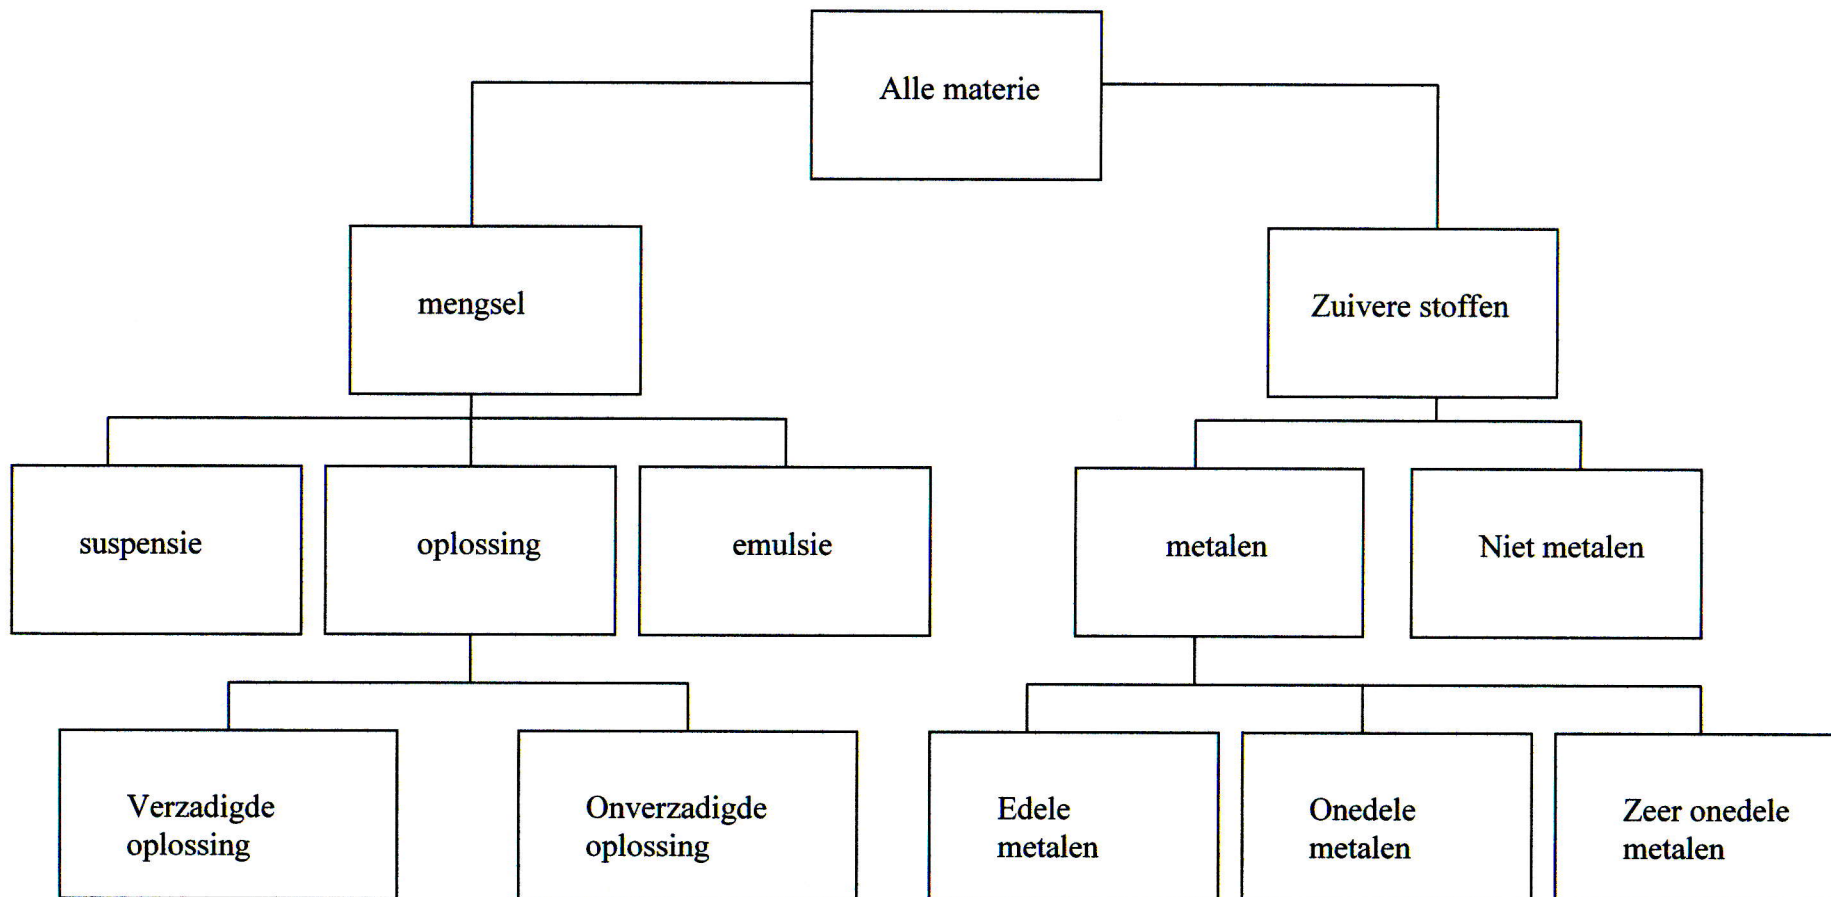 Alle materie
mengsel
Zuivere stoffen
suspensie
oplossing
emulsie
metalen
Niet metalen
Verzadigde
oplossing
Onverzadigde
oplossing
Edele
metalen
Onedele
metalen
Zeer onedele
metalen